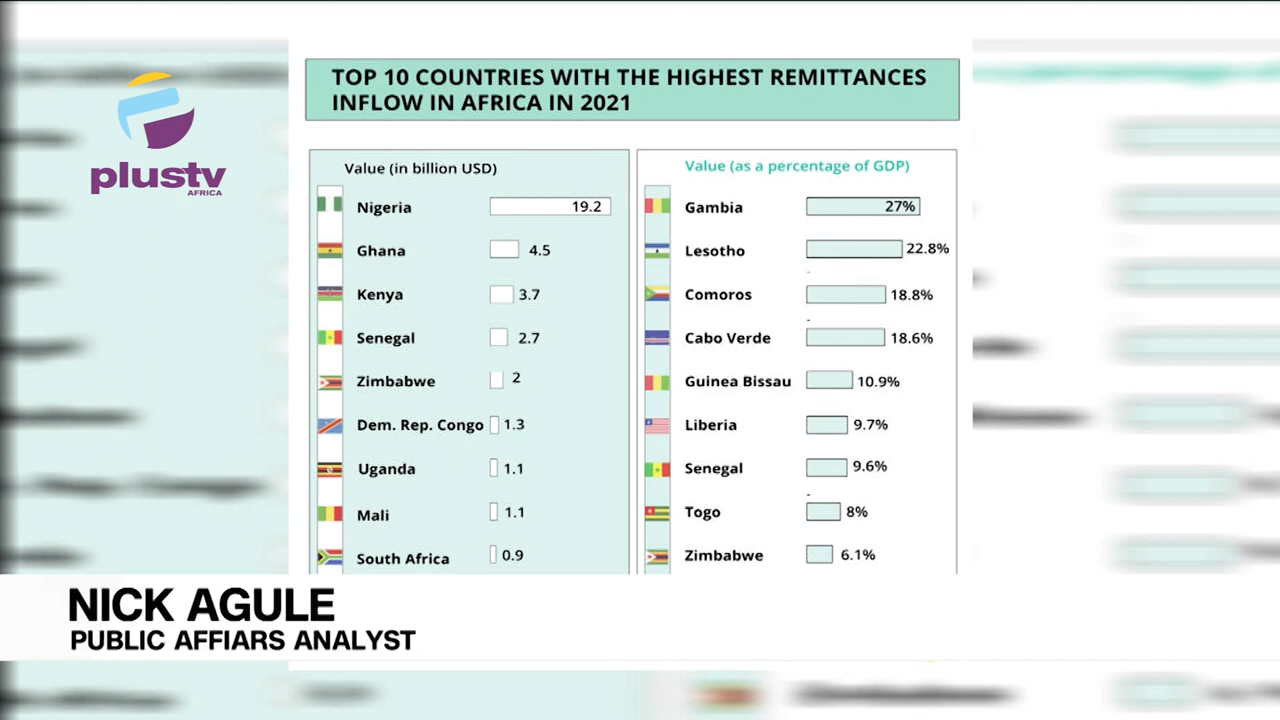 plustv
AFRICA
TOP 10 COUNTRIES WITH THE HIGHEST REMITTANCES
INFLOW IN AFRICA IN 2021
Value (in billion USD)
Nigeria 19.2
Ghana 4.5
Kenya 3.7
Senegal 2.7
Zimbabwe 2
Dem. Rep. Congo 1.3
Uganda 1.1
Mali 1.1
South Africa 0.9
Value (as a percentage of GDP)
Gambia 27%
Lesotho 22.8%
Comoros 18.8%
Cabo Verde 18.6%
Guinea Bissau 10.9%
Liberia 9.7%
Senegal 9.6%
Togo 8%
Zimbabwe 6.1%
NICK AGULE
PUBLIC AFFIARS ANALYST